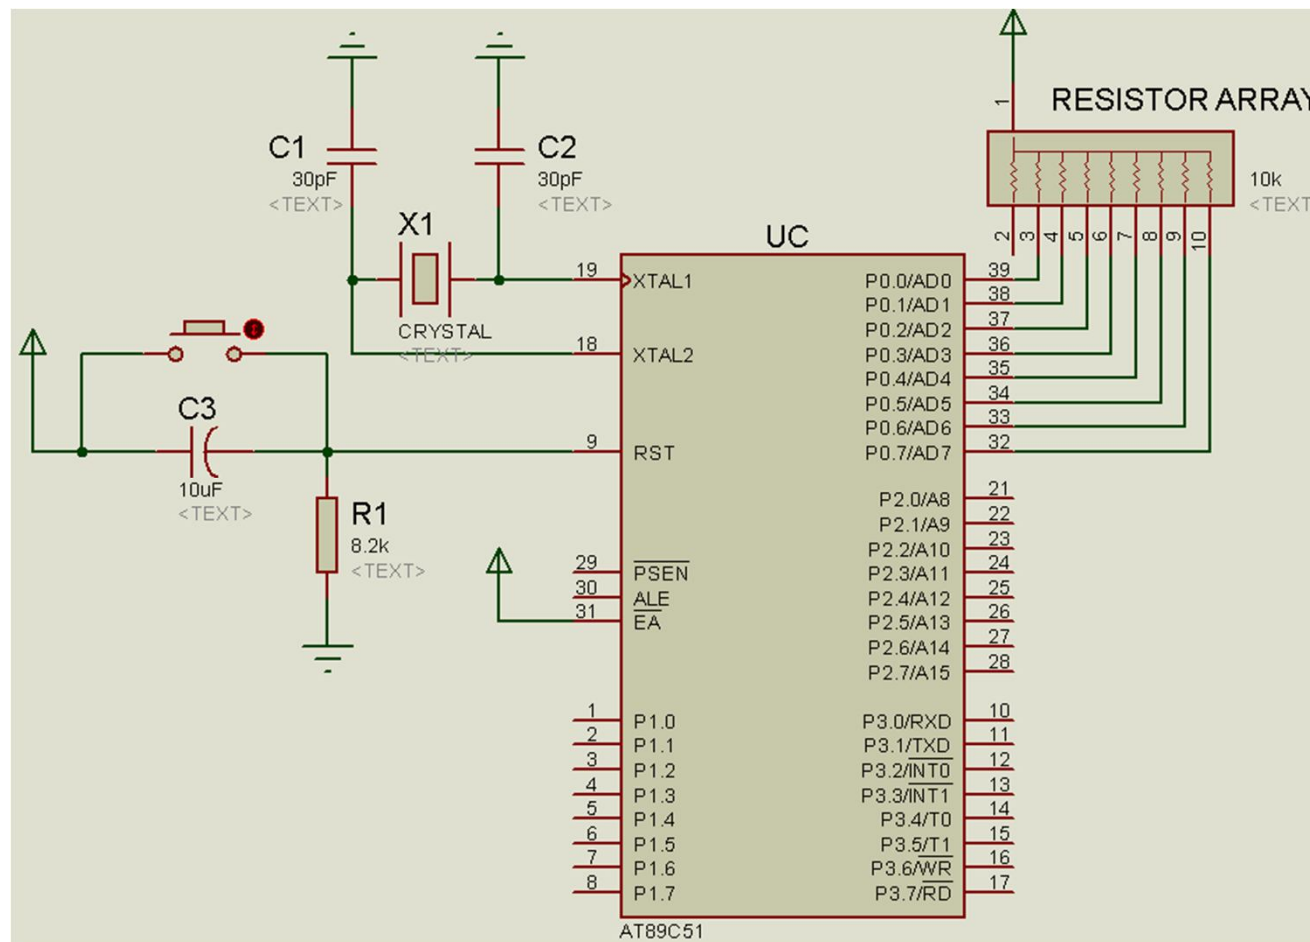 RESISTOR ARRAY
1
10k
<TEXT
2 3 4 5 6 7 8 9 10
C1
30pF
<TEXT>
C2
30pF
<TEXT>
X1
CRYSTAL
<TEXT>
C3
10uF
<TEXT>
R1
8.2k
<TEXT>
UC
19 XTAL1
18 XTAL2
9 RST
29 PSEN
30 ALE
31 EA
1 P1.0
2 P1.1
3 P1.2
4 P1.3
5 P1.4
6 P1.5
7 P1.6
8 P1.7
P0.0/AD0 39
P0.1/AD1 38
P0.2/AD2 37
P0.3/AD3 36
P0.4/AD4 35
P0.5/AD5 34
P0.6/AD6 33
P0.7/AD7 32
P2.0/A8 21
P2.1/A9 22
P2.2/A10 23
P2.3/A11 24
P2.4/A12 25
P2.5/A13 26
P2.6/A14 27
P2.7/A15 28
P3.0/RXD 10
P3.1/TXD 11
P3.2/INT0 12
P3.3/INT1 13
P3.4/T0 14
P3.5/T1 15
P3.6/WR 16
P3.7/RD 17
AT89C51